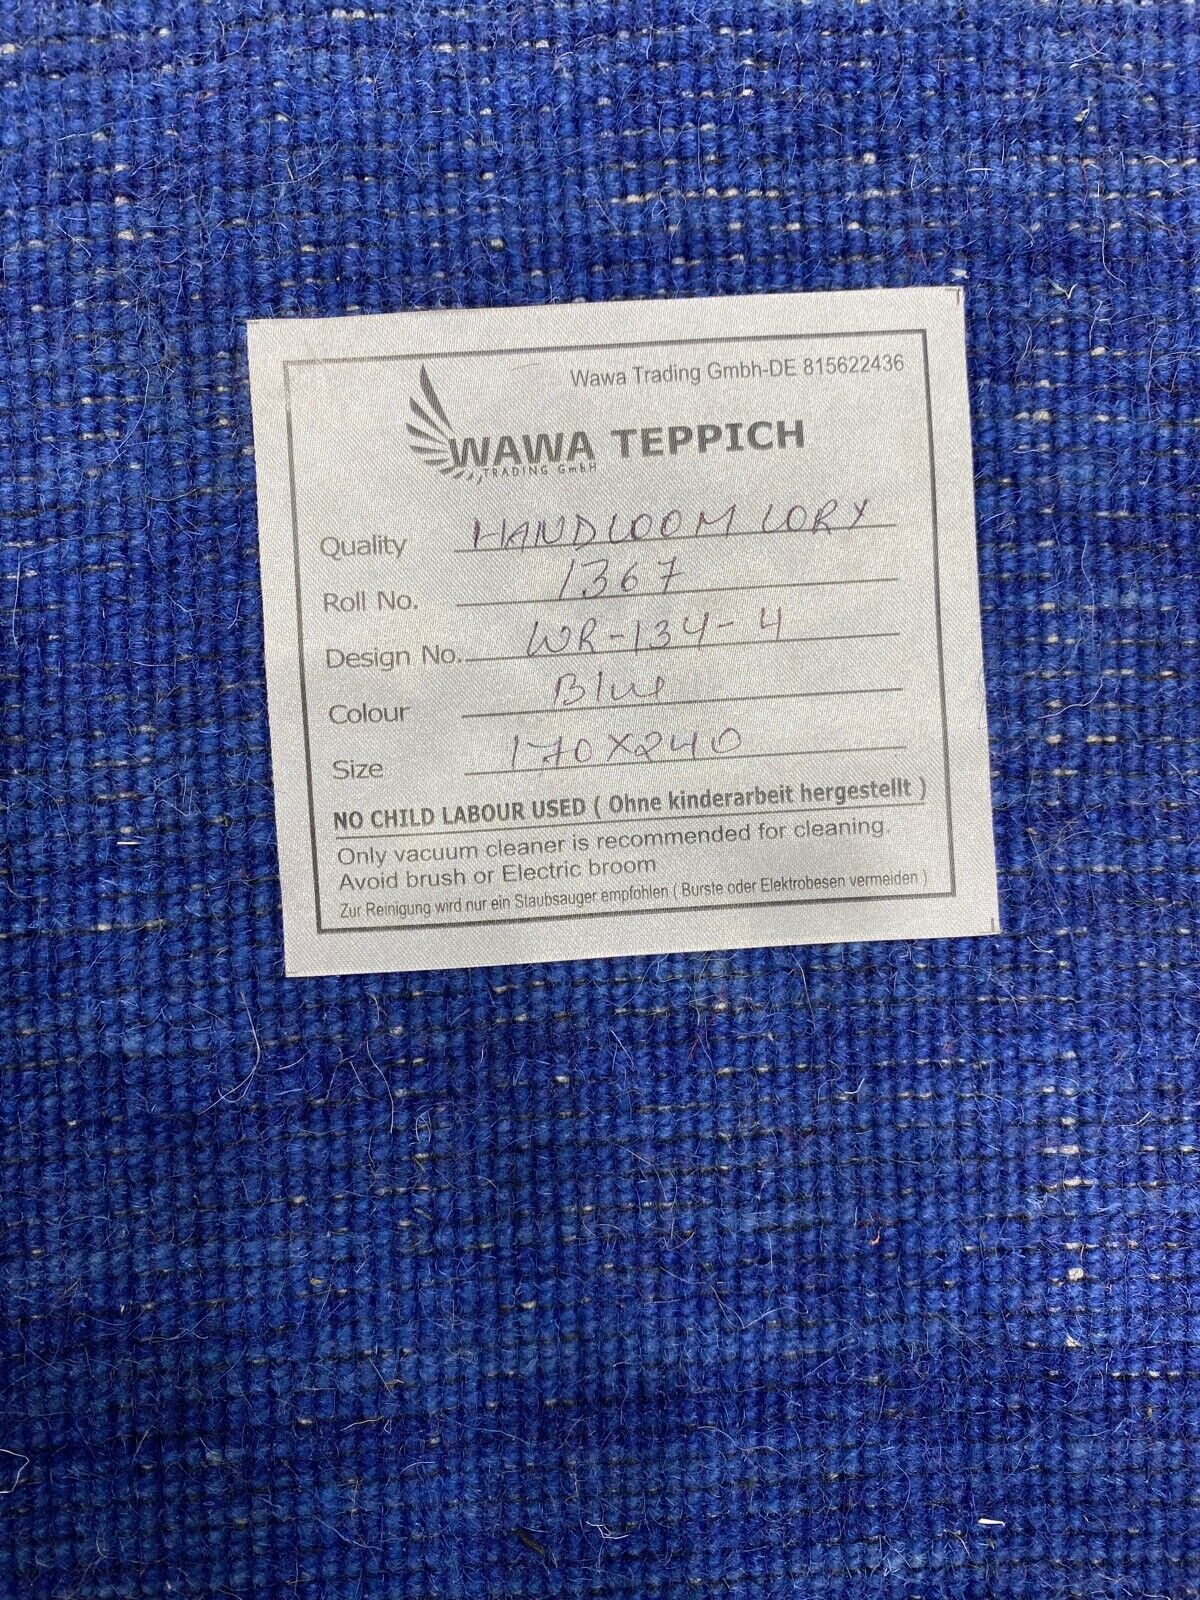 Wawa Trading Gmbh-DE 815622436
WAWA TEPPICH
TRADING GmbH
Quality HANDLOOM LORY
Roll No. 1367
Design No. WR-134-4
Colour Blue
Size 170X240
NO CHILD LABOUR USED ( Ohne kinderarbeit hergestellt )
Only vacuum cleaner is recommended for cleaning.
Avoid brush or Electric broom
Zur Reinigung wird nur ein Staubsauger empfohlen ( Burste oder Elektrobesen vermeiden )